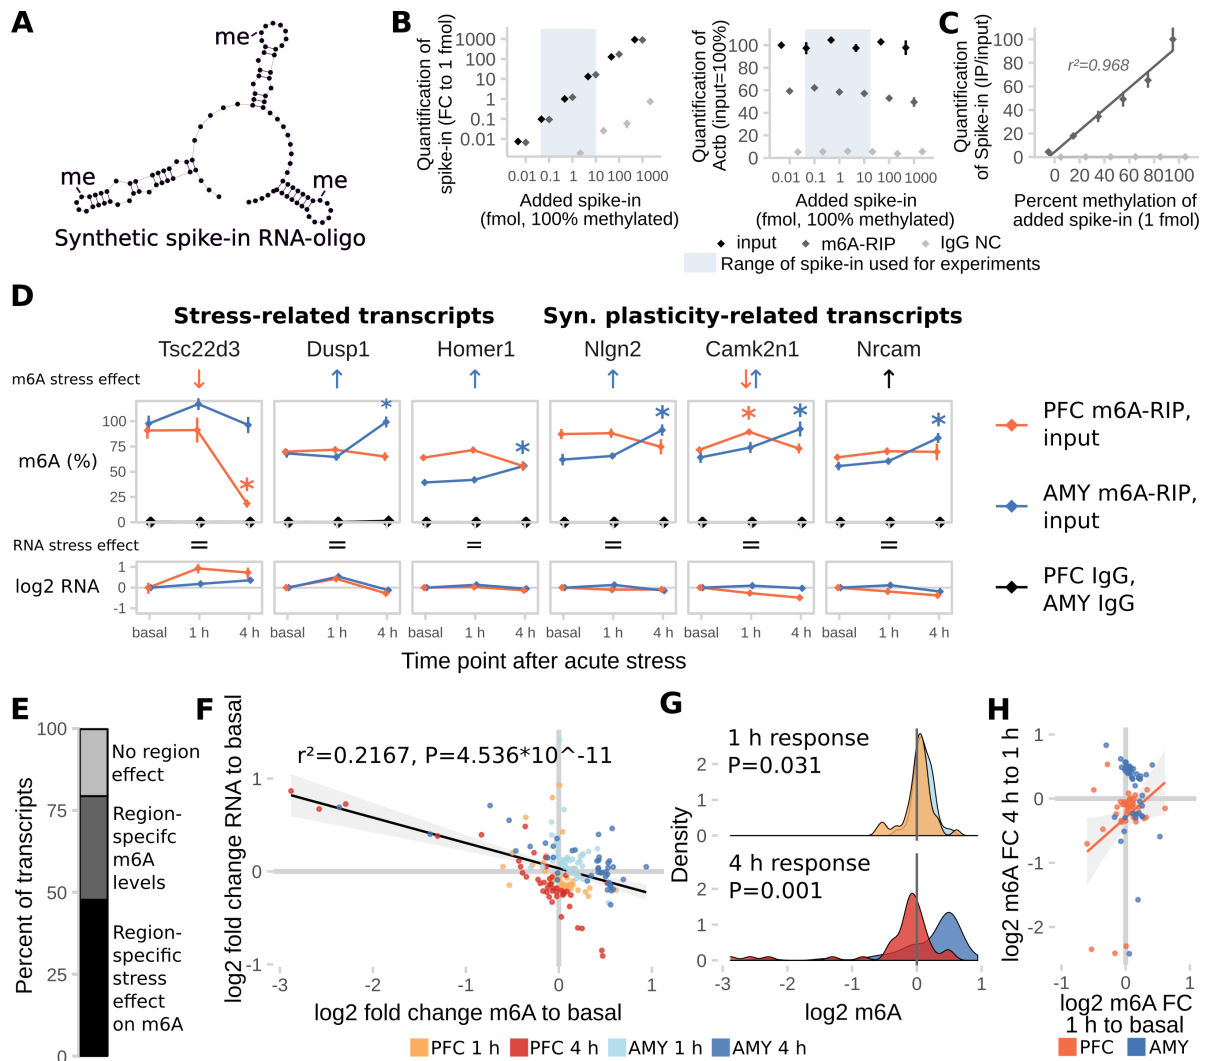 A
me
me
me
Synthetic spike-in RNA-oligo
B
Quantification of
spike-in (FC to 1 fmol)
1000
100
10
1
0.1
0.01
0.01 0.1 1 10 100 1000
Added spike-in
(fmol, 100% methylated)
Quantification of
Actb (input=100%)
100
80
60
40
20
0
0.01 0.1 1 10 100 1000
Added spike-in
(fmol, 100% methylated)
input
m6A-RIP
IgG NC
Range of spike-in used for experiments
C
Quantification
of Spike-in (IP/input)
r²=0.968
100
80
60
40
20
0
0 20 40 60 80 100
Percent methylation of
added spike-in (1 fmol)
D
Stress-related transcripts
Syn. plasticity-related transcripts
Tsc22d3
Dusp1
Homer1
Nlgn2
Camk2n1
Nrcam
m6A stress effect
↓ ↑ ↑ ↑ ↓↑ ↑
m6A (%)
100
75
50
25
0
* * * * * * *
RNA stress effect
= = = = = =
log2 RNA
1
0
-1
basal 1 h 4 h
basal 1 h 4 h
basal 1 h 4 h
basal 1 h 4 h
basal 1 h 4 h
basal 1 h 4 h
Time point after acute stress
PFC m6A-RIP,
input
AMY m6A-RIP,
input
PFC IgG,
AMY IgG
E
Percent of transcripts
100
75
50
25
0
No region
effect
Region-
specifc
m6A
levels
Region-
specific
stress
effect
on m6A
F
log2 fold change RNA to basal
r²=0.2167, P=4.536*10^-11
1
0
-1
-3 -2 -1 0 1
log2 fold change m6A to basal
PFC 1 h
PFC 4 h
AMY 1 h
AMY 4 h
G
Density
1 h response
P=0.031
2
1
0
4 h response
P=0.001
2
1
0
-3 -2 -1 0 1
log2 m6A
H
log2 m6A FC 4 h to 1 h
1
0
-1
-2
-1 0 1
log2 m6A FC
1 h to basal
PFC
AMY